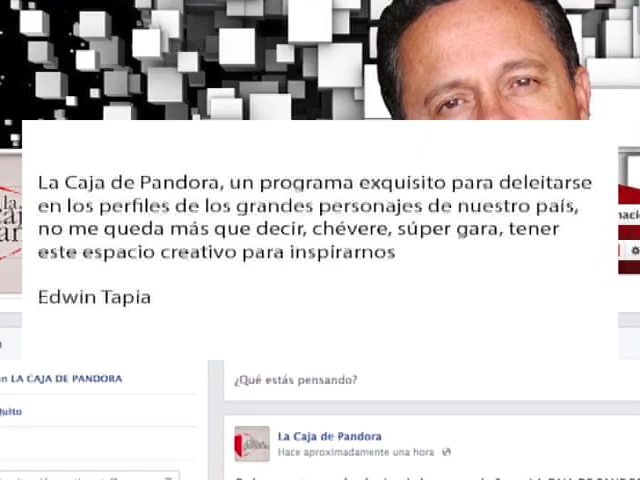 La Caja de Pandora, un programa exquisito para deleitarse
en los perfiles de los grandes personajes de nuestro país,
no me queda más que decir, chévere, súper gara, tener
este espacio creativo para inspirarnos
Edwin Tapia
LA CAJA DE PANDORA
¿Qué estás pensando?
La Caja de Pandora
Hace aproximadamente una hora